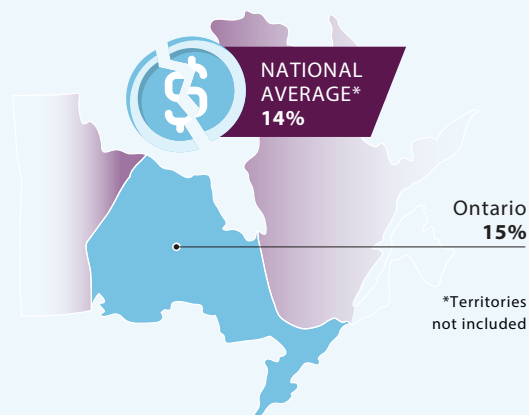 $
NATIONAL
AVERAGE*
14%
Ontario
15%
*Territories
not included